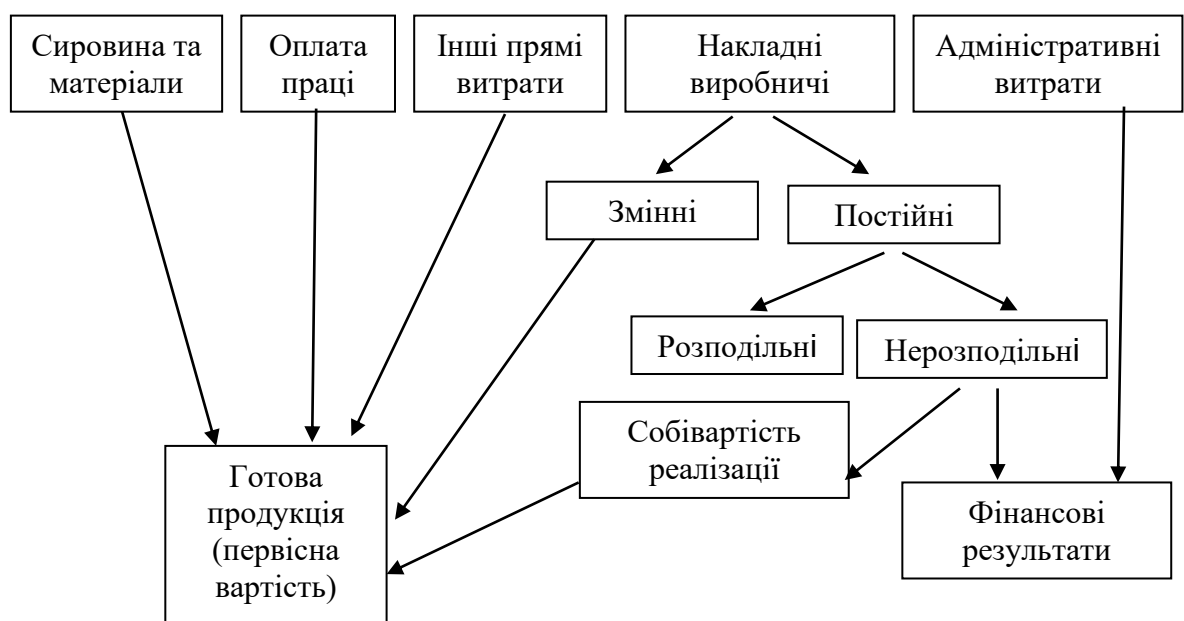 Сировина та
матеріали
Оплата
праці
Інші прямі
витрати
Накладні
виробничі
Адміністративні
витрати
Змінні
Постійні
Розподільні
Нерозподільні
Собівартість
реалізації
Готова
продукція
(первісна
вартість)
Фінансові
результати